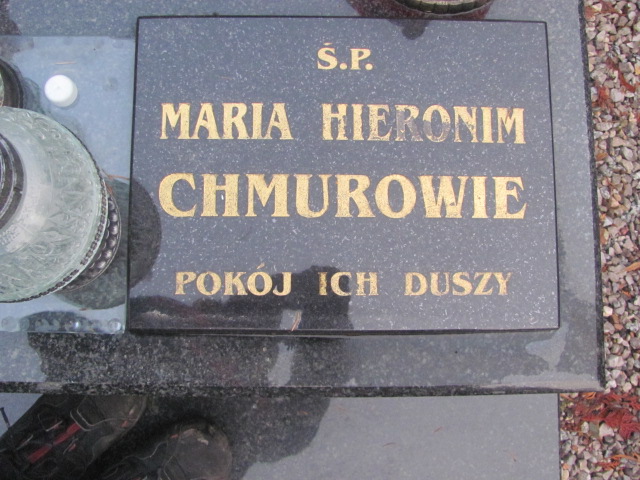 Ś.P.
MARIA HIERONIM
CHMUROWIE
POKÓJ ICH DUSZY